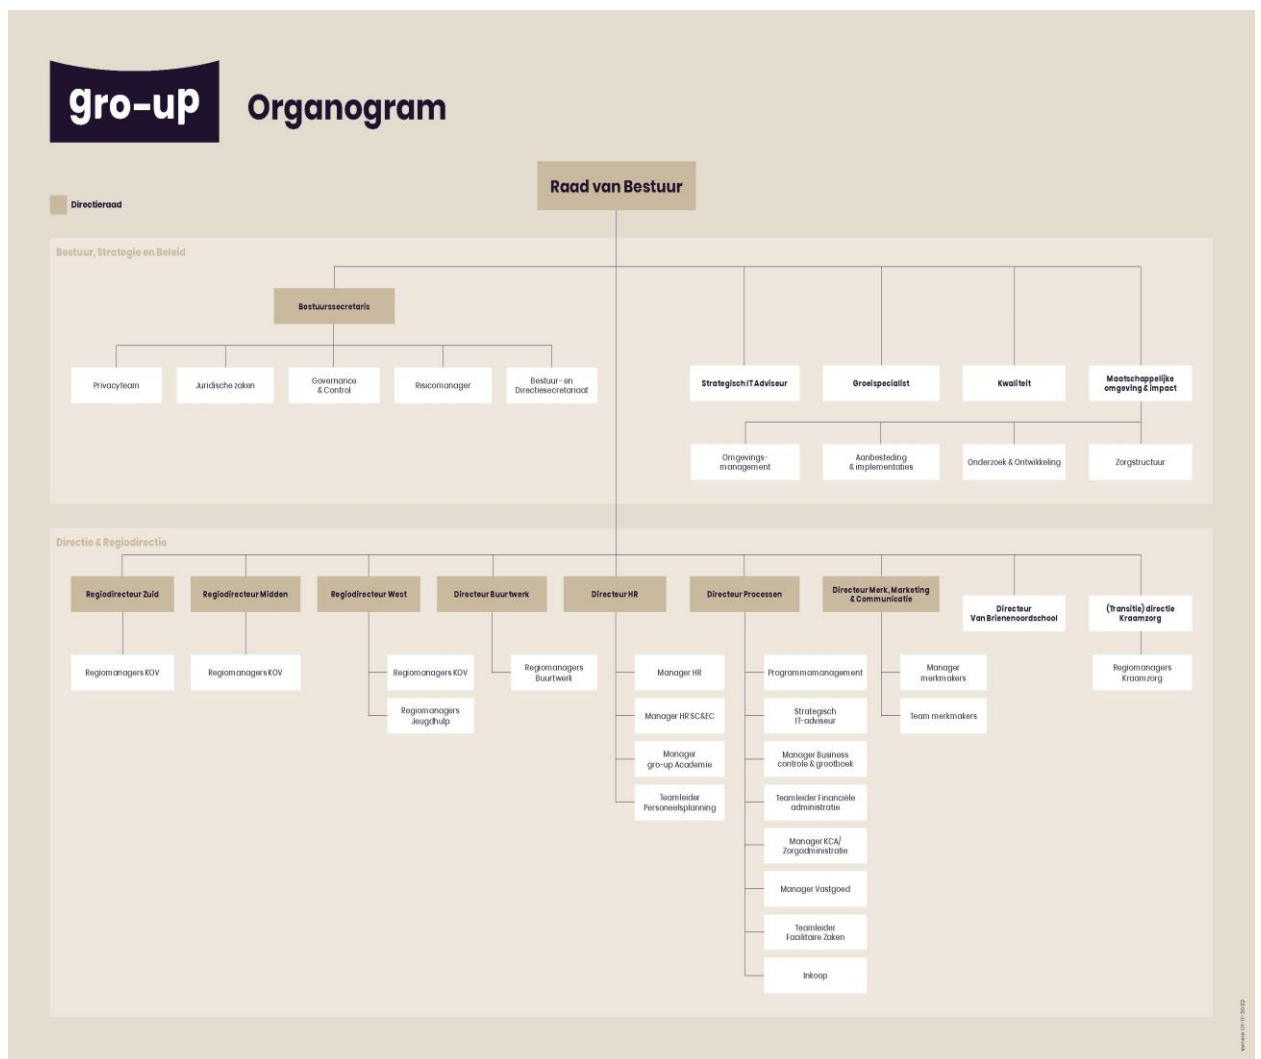 gro-up
Organogram
Raad van Bestuur
Directieraad
Bestuur, Strategie en Beleid
Bestuurssecretaris
Privacyteam
Juridische zaken
Governance
& Control
Risicomanager
Bestuur- en
Directiesecretariaat
Strategisch IT Adviseur
Groeispecialist
Kwaliteit
Maatschappelijke
omgeving & impact
Omgevings-
management
Aanbesteding
& implementaties
Onderzoek & Ontwikkeling
Zorgstructuur
Directie & Regiodirectie
Regiodirecteur Zuid
Regiodirecteur Midden
Regiodirecteur West
Directeur Buurtwerk
Directeur HR
Directeur Processen
Directeur Merk, Marketing
& Communicatie
Directeur
Van Brienenoordschool
(Transitie) directie
Kraamzorg
Regiomanagers KOV
Regiomanagers KOV
Regiomanagers KOV
Regiomanagers
Jeugdhulp
Regiomanagers
Buurtwerk
Manager HR
Manager HR SC&EC
Manager
gro-up Academie
Teamleider
Personeelsplanning
Programmamanagement
Strategisch
IT-adviseur
Manager Business
controle & grootboek
Teamleider Financiële
administratie
Manager KCA/
Zorgadministratie
Manager Vastgoed
Teamleider
Facilitaire Zaken
Inkoop
Manager
merkmakers
Team merkmakers
Regiomanagers
Kraamzorg
versie 01-11-2022